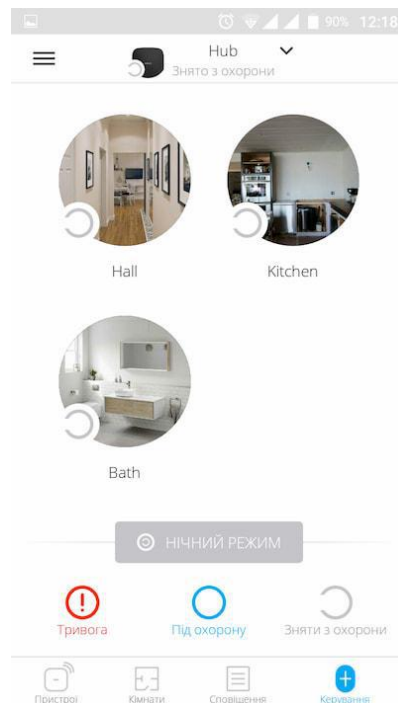 90% 12:18
Hub
Знято з охорони
Hall
Kitchen
Bath
НІЧНИЙ РЕЖИМ
Тривога
Під охорону
Зняти з охорони
Пристрої
Кімнати
Сповіщення
Керування